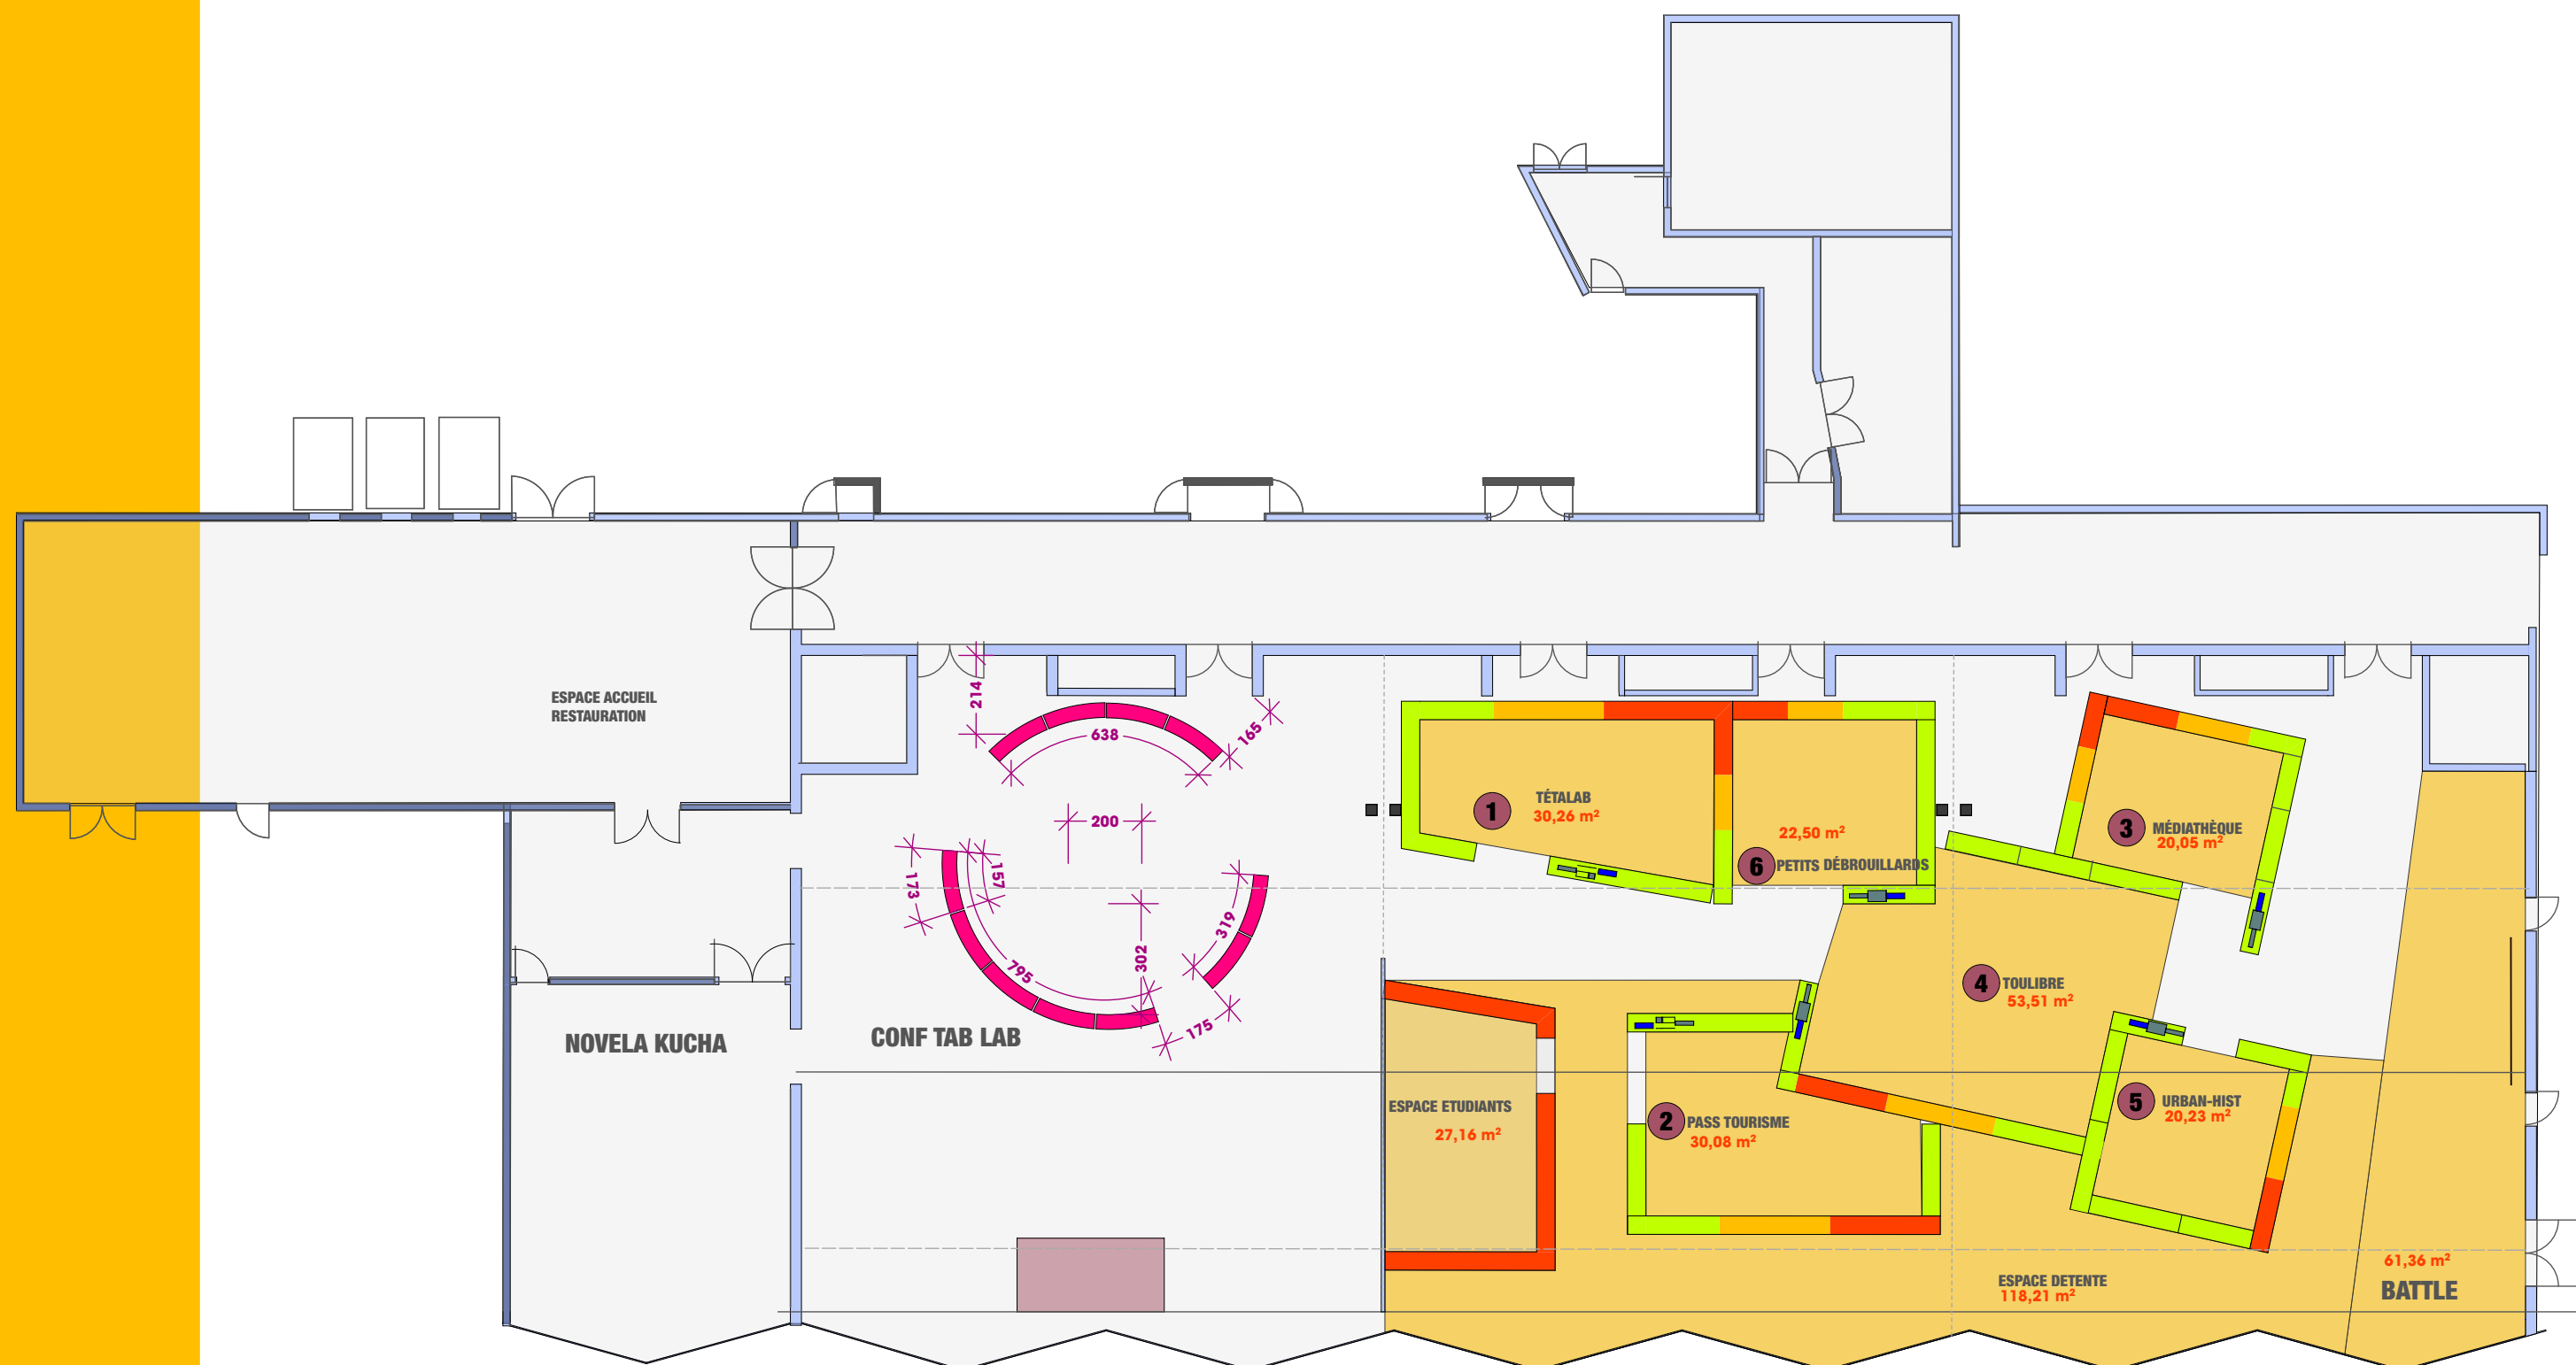 ESPACE ACCUEIL
RESTAURATION
NOVELA KUCHA
CONF TAB LAB
214
638
165
200
173
157
795
302
319
175
1
TÉTALAB
30,26 m²
22,50 m²
6
PETITS DÉBROUILLARDS
3
MÉDIATHÈQUE
20,05 m²
4
TOULIBRE
53,51 m²
ESPACE ETUDIANTS
27,16 m²
2
PASS TOURISME
30,08 m²
5
URBAN-HIST
20,23 m²
ESPACE DETENTE
118,21 m²
61,36 m²
BATTLE